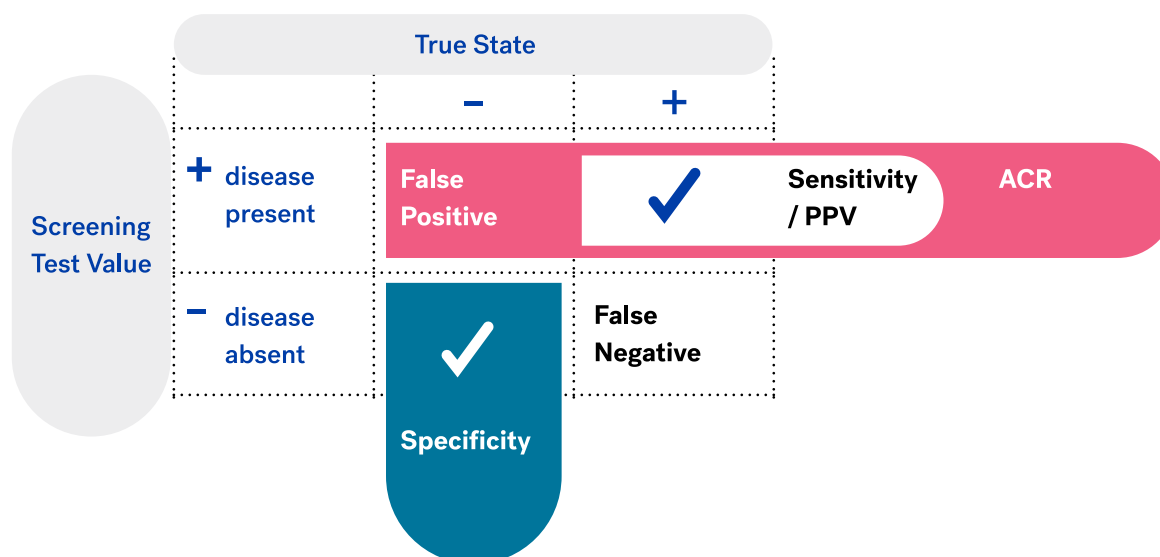 True State
− +
+ disease
present
False
Positive
Sensitivity
/ PPV
ACR
Screening
Test Value
− disease
absent
False
Negative
Specificity